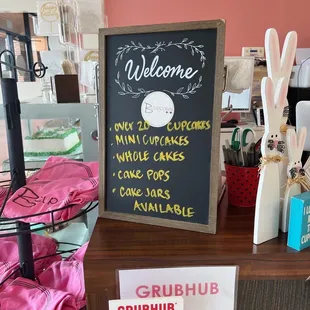 Welcome
• OVER 20 CUPCAKES
• MINI CUPCAKES
• WHOLE CAKES
• CAKE POPS
• CAKE JARS
AVAILABLE
GRUBHUB
GRUBHUB